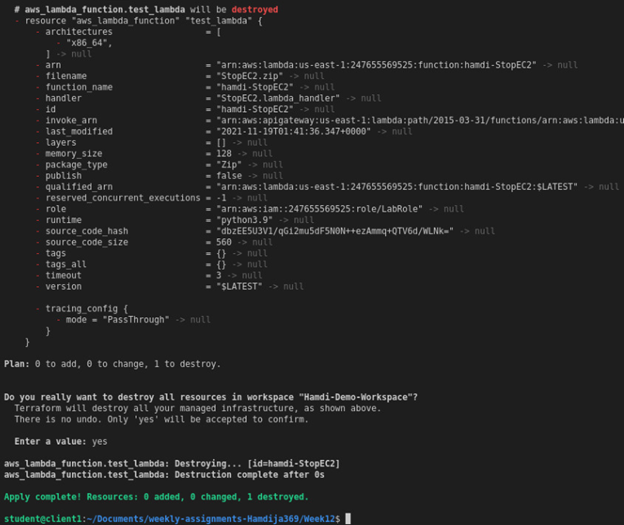 # aws_lambda_function.test_lambda will be destroyed
- resource "aws_lambda_function" "test_lambda" {
- architectures = [
- "x86_64",
] -> null
- arn = "arn:aws:lambda:us-east-1:247655569525:function:hamdi-StopEC2" -> null
- filename = "StopEC2.zip" -> null
- function_name = "hamdi-StopEC2" -> null
- handler = "StopEC2.lambda_handler" -> null
- id = "hamdi-StopEC2" -> null
- invoke_arn = "arn:aws:apigateway:us-east-1:lambda:path/2015-03-31/functions/arn:aws:lambda:u
- last_modified = "2021-11-19T01:41:36.347+0000" -> null
- layers = [] -> null
- memory_size = 128 -> null
- package_type = "Zip" -> null
- publish = false -> null
- qualified_arn = "arn:aws:lambda:us-east-1:247655569525:function:hamdi-StopEC2:$LATEST" -> null
- reserved_concurrent_executions = -1 -> null
- role = "arn:aws:iam::247655569525:role/LabRole" -> null
- runtime = "python3.9" -> null
- source_code_hash = "dbzEE5U3V1/qGi2mu5dF5N0N++ezAmmq+QTV6d/WLNk=" -> null
- source_code_size = 560 -> null
- tags = {} -> null
- tags_all = {} -> null
- timeout = 3 -> null
- version = "$LATEST" -> null
- tracing_config {
- mode = "PassThrough" -> null
}
}
Plan: 0 to add, 0 to change, 1 to destroy.
Do you really want to destroy all resources in workspace "Hamdi-Demo-Workspace"?
Terraform will destroy all your managed infrastructure, as shown above.
There is no undo. Only 'yes' will be accepted to confirm.
Enter a value: yes
aws_lambda_function.test_lambda: Destroying... [id=hamdi-StopEC2]
aws_lambda_function.test_lambda: Destruction complete after 0s
Apply complete! Resources: 0 added, 0 changed, 1 destroyed.
student@client1:~/Documents/weekly-assignments-Hamdija369/Week12$